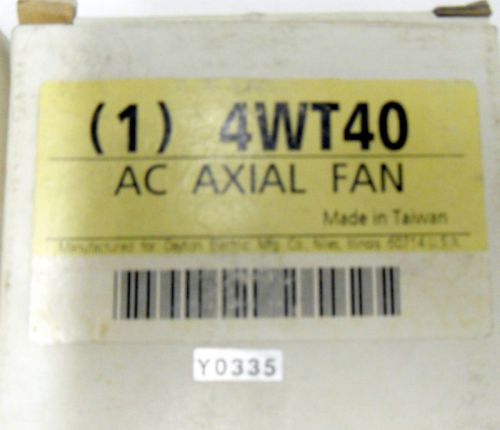 (1) 4WT40
AC AXIAL FAN
Made in Taiwan
Manufactured for Dayton Electric Mfg. Co., Niles, Illinois 60714 U.S.A.
Y0335